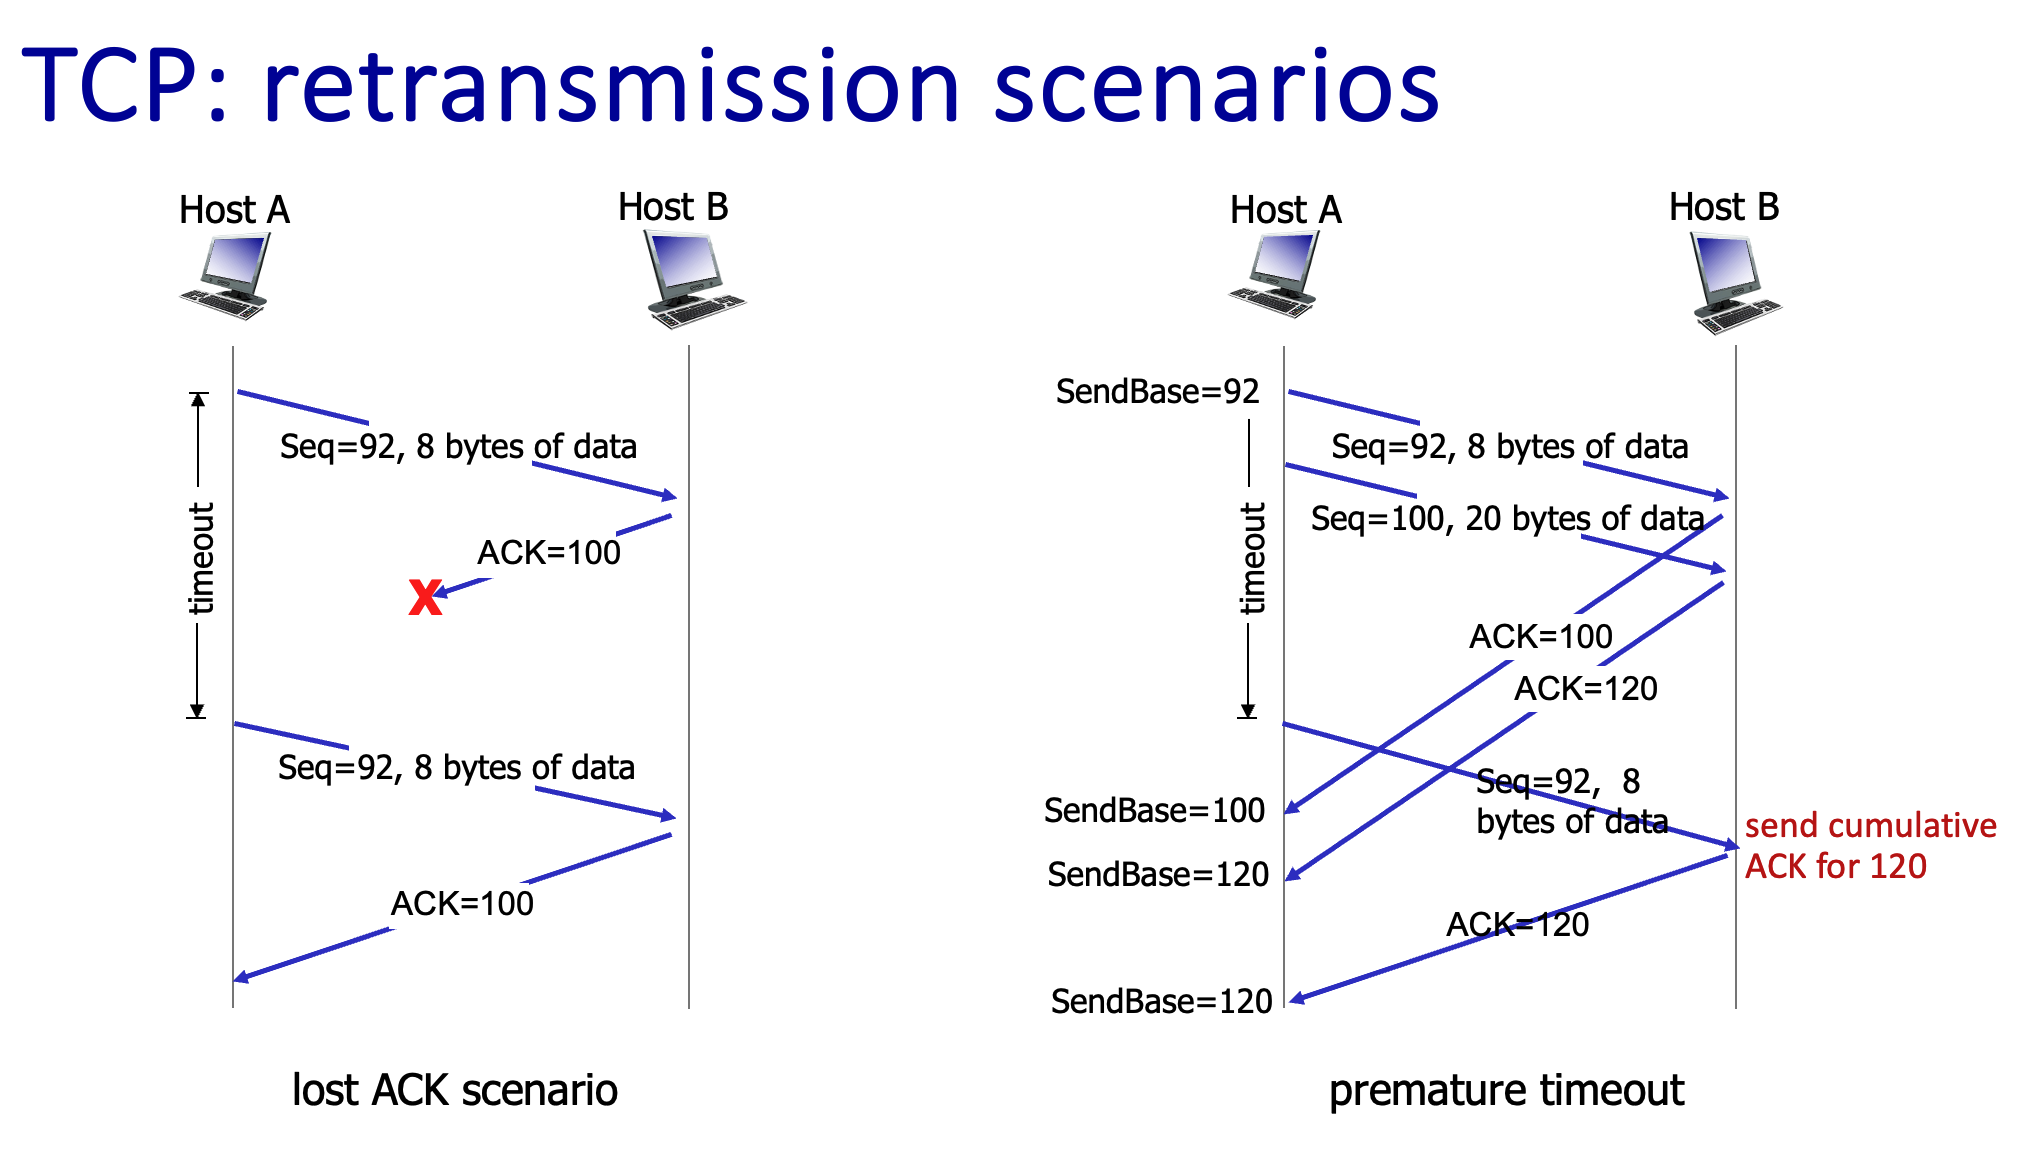 TCP: retransmission scenarios
Host A
Host B
Seq=92, 8 bytes of data
timeout
ACK=100
X
Seq=92, 8 bytes of data
ACK=100
lost ACK scenario
Host A
Host B
SendBase=92
Seq=92, 8 bytes of data
Seq=100, 20 bytes of data
timeout
ACK=100
ACK=120
Seq=92, 8
bytes of data
SendBase=100
send cumulative
ACK for 120
SendBase=120
ACK=120
SendBase=120
premature timeout